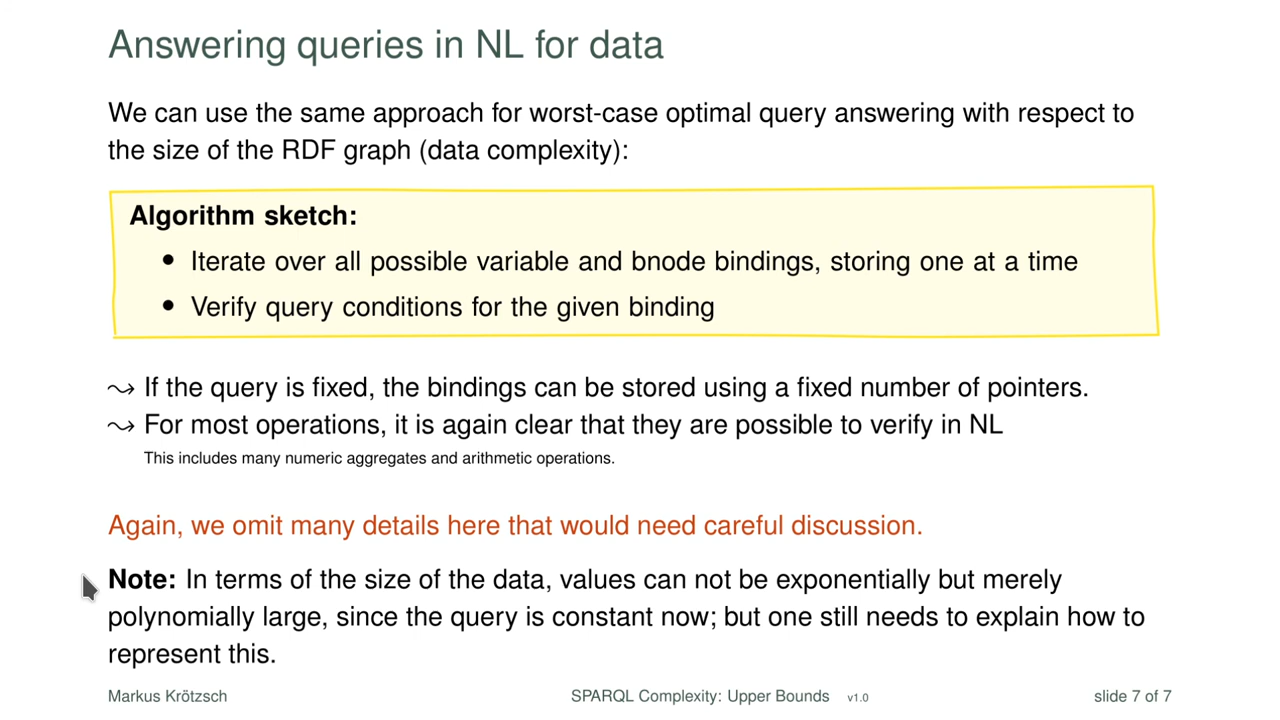 Answering queries in NL for data
We can use the same approach for worst-case optimal query answering with respect to
the size of the RDF graph (data complexity):
Algorithm sketch:
• Iterate over all possible variable and bnode bindings, storing one at a time
• Verify query conditions for the given binding
⤳ If the query is fixed, the bindings can be stored using a fixed number of pointers.
⤳ For most operations, it is again clear that they are possible to verify in NL
This includes many numeric aggregates and arithmetic operations.
Again, we omit many details here that would need careful discussion.
Note: In terms of the size of the data, values can not be exponentially but merely
polynomially large, since the query is constant now; but one still needs to explain how to
represent this.
Markus Krötzsch SPARQL Complexity: Upper Bounds v1.0 slide 7 of 7